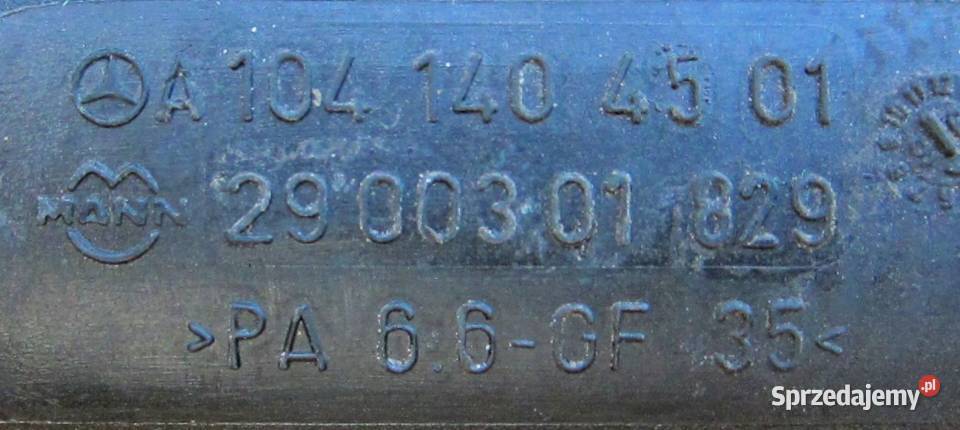 A 104 140 45 01
MANN 29 003 01 829
>PA 6.6-GF 35<
Sprzedajemy.pl